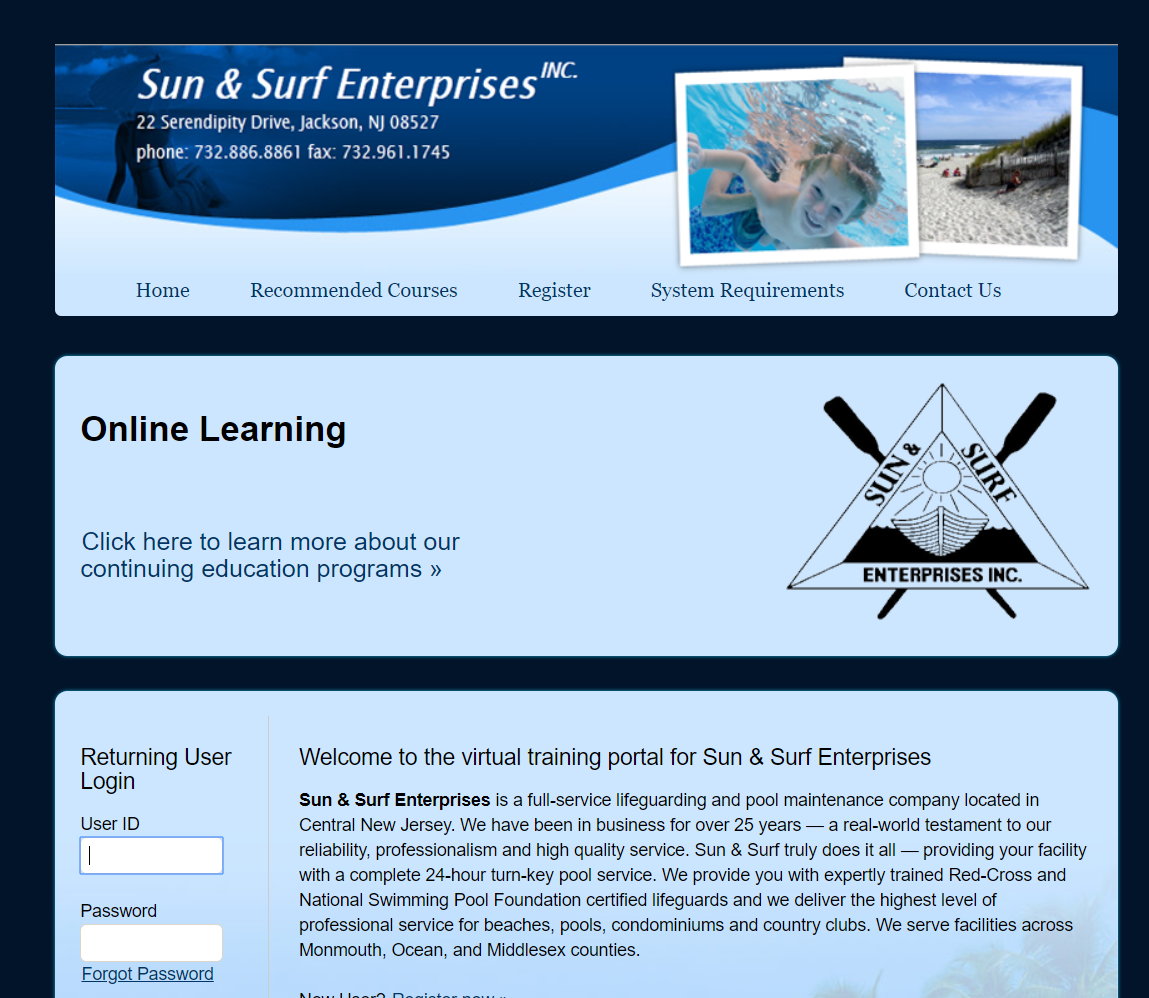 Sun & Surf Enterprises INC.
22 Serendipity Drive, Jackson, NJ 08527
phone: 732.886.8861 fax: 732.961.1745
Home Recommended Courses Register System Requirements Contact Us
Online Learning
Click here to learn more about our
continuing education programs »
SUN & SURF
ENTERPRISES INC.
Returning User
Login
User ID
Password
Forgot Password
Welcome to the virtual training portal for Sun & Surf Enterprises
Sun & Surf Enterprises is a full-service lifeguarding and pool maintenance company located in
Central New Jersey. We have been in business for over 25 years — a real-world testament to our
reliability, professionalism and high quality service. Sun & Surf truly does it all — providing your facility
with a complete 24-hour turn-key pool service. We provide you with expertly trained Red-Cross and
National Swimming Pool Foundation certified lifeguards and we deliver the highest level of
professional service for beaches, pools, condominiums and country clubs. We serve facilities across
Monmouth, Ocean, and Middlesex counties.
New User? Register now »